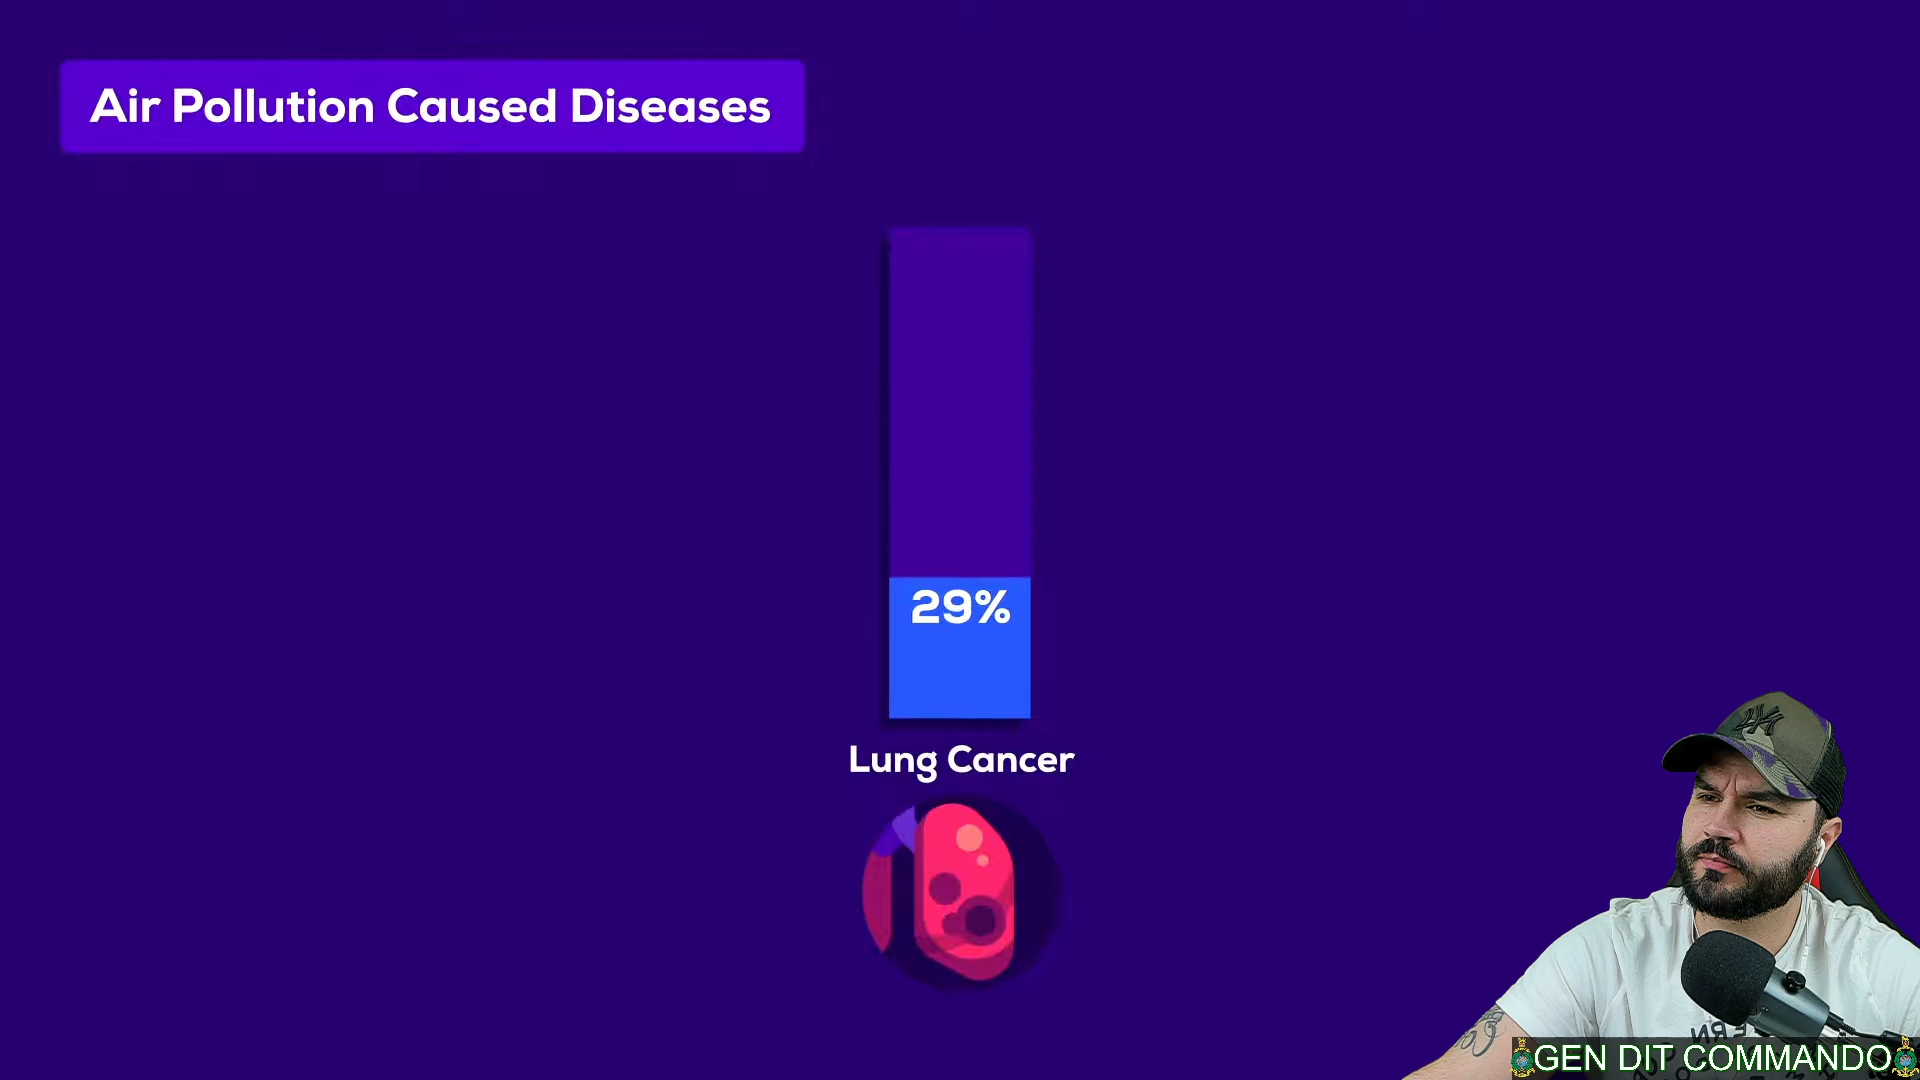 Air Pollution Caused Diseases
29%
Lung Cancer
GEN DIT COMMANDO